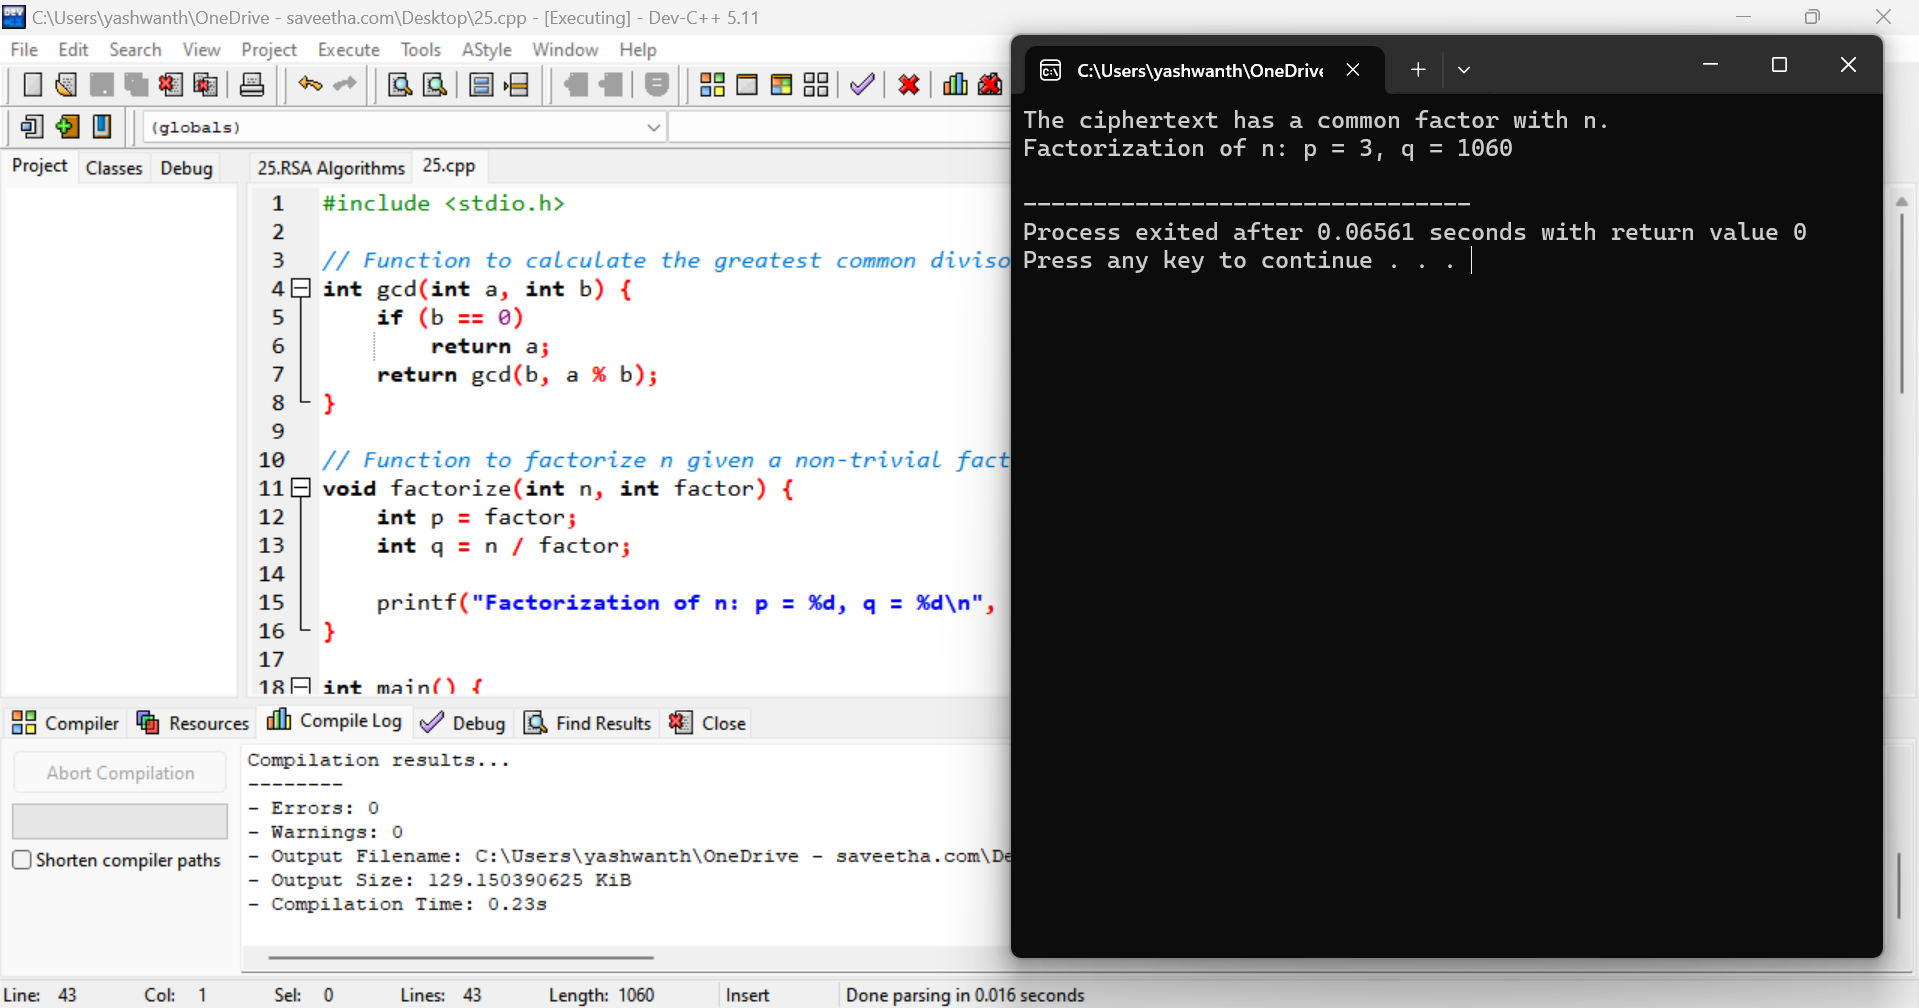 C:\Users\yashwanth\OneDrive - saveetha.com\Desktop\25.cpp - [Executing] - Dev-C++ 5.11
File Edit Search View Project Execute Tools AStyle Window Help
(globals)
Project Classes Debug
25.RSA Algorithms 25.cpp
1 #include <stdio.h>
2
3 // Function to calculate the greatest common diviso
4 int gcd(int a, int b) {
5 if (b == 0)
6 return a;
7 return gcd(b, a % b);
8 }
9
10 // Function to factorize n given a non-trivial fact
11 void factorize(int n, int factor) {
12 int p = factor;
13 int q = n / factor;
14
15 printf("Factorization of n: p = %d, q = %d\n",
16 }
17
18 int main() {
C:\Users\yashwanth\OneDrive
The ciphertext has a common factor with n.
Factorization of n: p = 3, q = 1060
--------------------------------
Process exited after 0.06561 seconds with return value 0
Press any key to continue . . .
Compiler Resources Compile Log Debug Find Results Close
Abort Compilation
Shorten compiler paths
Compilation results...
--------
- Errors: 0
- Warnings: 0
- Output Filename: C:\Users\yashwanth\OneDrive - saveetha.com\De
- Output Size: 129.150390625 KiB
- Compilation Time: 0.23s
Line: 43 Col: 1 Sel: 0 Lines: 43 Length: 1060 Insert Done parsing in 0.016 seconds